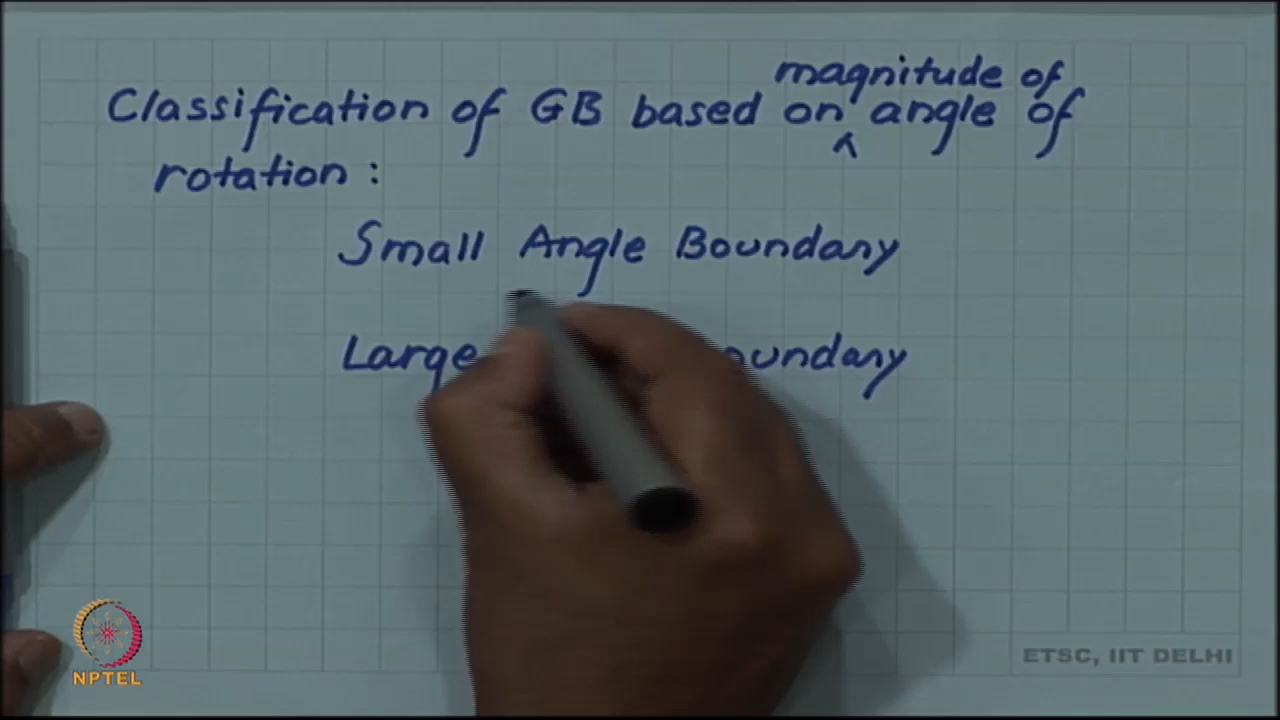 magnitude of
Classification of GB based on angle of
rotation :
Small Angle Boundary
Large oundary
NPTEL
ETSC, IIT DELHI